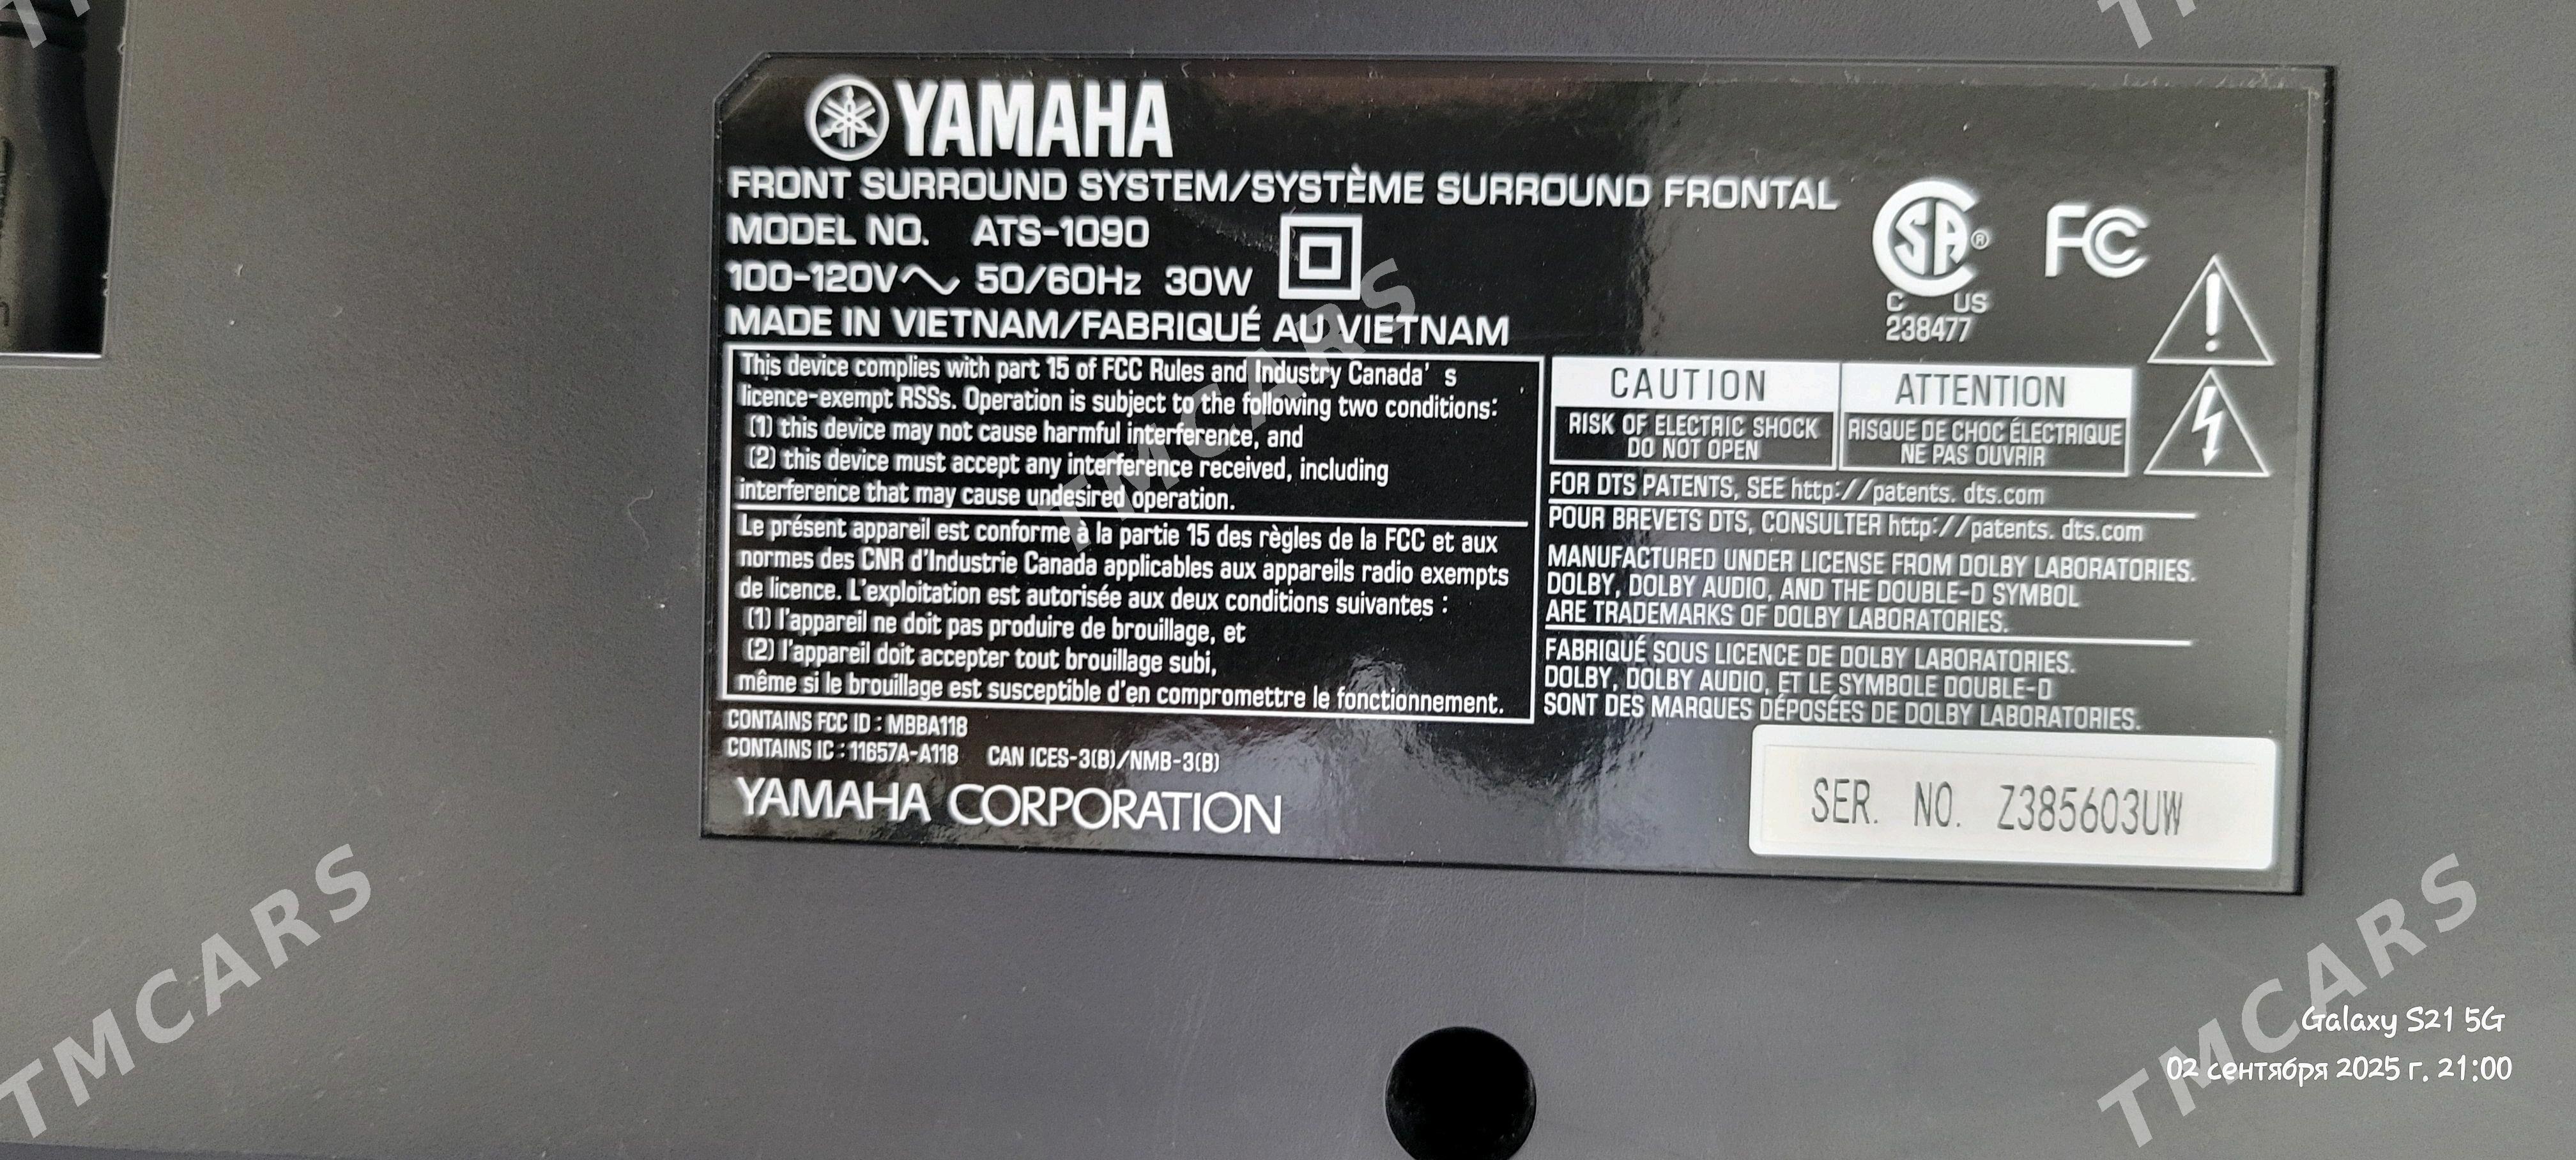 YAMAHA
FRONT SURROUND SYSTEM/SYSTÈME SURROUND FRONTAL
MODEL NO. ATS-1090
100-120V～ 50/60Hz 30W
MADE IN VIETNAM/FABRIQUÉ AU VIETNAM
This device complies with part 15 of FCC Rules and Industry Canada's
licence-exempt RSSs. Operation is subject to the following two conditions:
(1) this device may not cause harmful interference, and
(2) this device must accept any interference received, including
interference that may cause undesired operation.
Le présent appareil est conforme à la partie 15 des règles de la FCC et aux
normes des CNR d'Industrie Canada applicables aux appareils radio exempts
de licence. L'exploitation est autorisée aux deux conditions suivantes :
(1) l'appareil ne doit pas produire de brouillage, et
(2) l'appareil doit accepter tout brouillage subi,
même si le brouillage est susceptible d'en compromettre le fonctionnement.
CONTAINS FCC ID : MBBA118
CONTAINS IC : 11657A-A118 CAN ICES-3(B)/NMB-3(B)
YAMAHA CORPORATION
SA®
C US
238477
FC
CAUTION
RISK OF ELECTRIC SHOCK
DO NOT OPEN
ATTENTION
RISQUE DE CHOC ÉLECTRIQUE
NE PAS OUVRIR
FOR DTS PATENTS, SEE http://patents. dts.com
POUR BREVETS DTS, CONSULTER http://patents. dts.com
MANUFACTURED UNDER LICENSE FROM DOLBY LABORATORIES.
DOLBY, DOLBY AUDIO, AND THE DOUBLE-D SYMBOL
ARE TRADEMARKS OF DOLBY LABORATORIES.
FABRIQUÉ SOUS LICENCE DE DOLBY LABORATORIES.
DOLBY, DOLBY AUDIO, ET LE SYMBOLE DOUBLE-D
SONT DES MARQUES DÉPOSÉES DE DOLBY LABORATORIES.
SER. NO. Z385603UW
TMCARS
TMCARS
TMCARS
Galaxy S21 5G
02 сентября 2025 г. 21:00